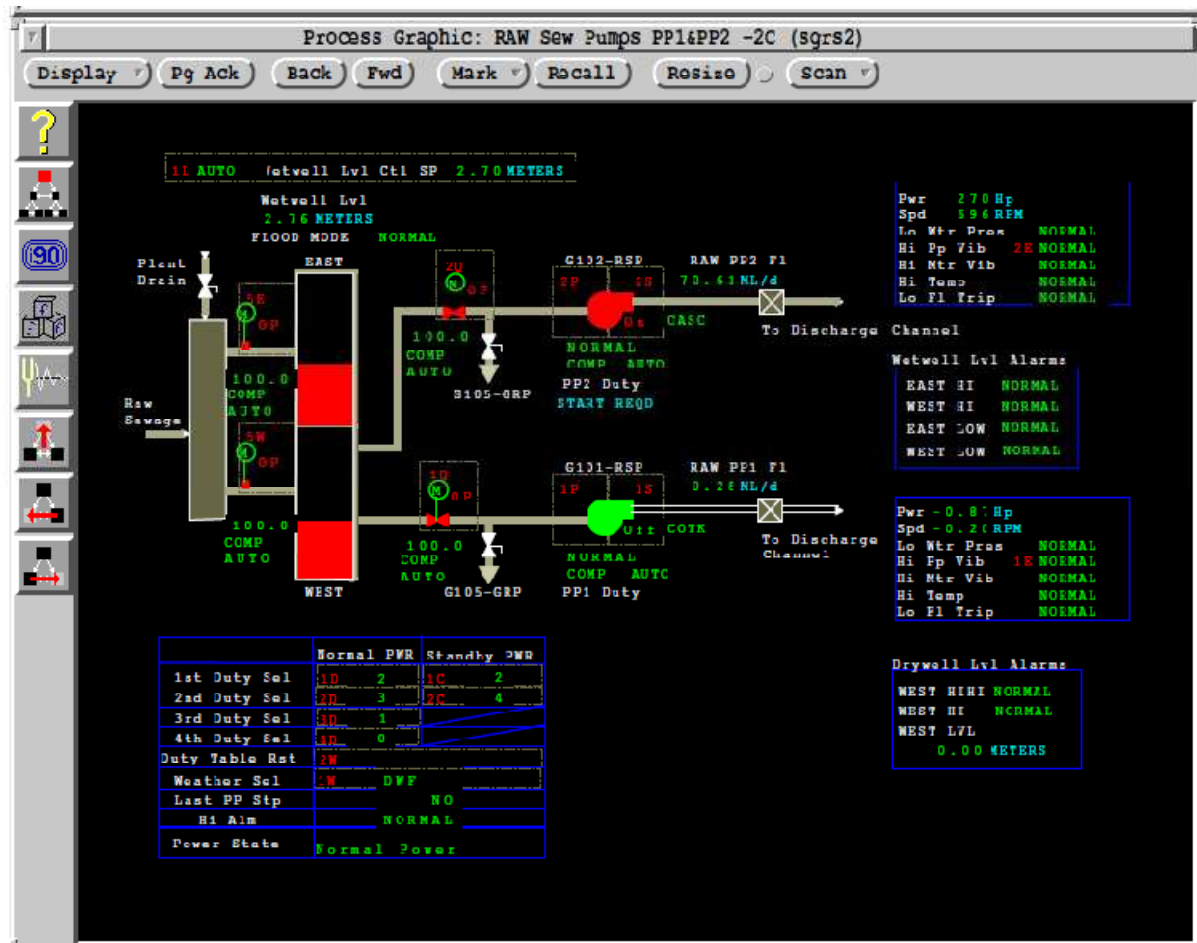 Process Graphic: RAW Sew Pumps PP1&PP2 -2C (sgrs2)
Display Pg Ack Back Fwd Mark Recall Resize Scan
?
i90
1L AUTO Wetwell Lvl Ctl SP 2.70 METERS
Wetwell Lvl
2.76 METERS
FLOOD MODE NORMAL
Plant
Drain
EAST
5E
M
OP
100.0
COMP
AUTO
Raw
Sewage
5W
M
OP
100.0
COMP
AUTO
WEST
2D
M
OP
100.0
COMP
AUTO
G105-GRP
G102-RSP
2P 2S
On
CASC
NORMAL
COMP AUTO
PP2 Duty
START REQD
RAW PP2 Fl
ML/d
To Discharge Channel
1D
M
OP
100.0
COMP
AUTO
G105-GRP
G101-RSP
1P 1S
Off
NORMAL
COMP AUTO
PP1 Duty
RAW PP1 Fl
ML/d
To Discharge
Channel
Pwr 270 Hp
Spd 596 RPM
Lo Wtr Pres NORMAL
Hi Pp Vib 2E NORMAL
Hi Mtr Vib NORMAL
Hi Temp NORMAL
Lo Fl Trip NORMAL
Wetwell Lvl Alarms
EAST HI NORMAL
WEST HI NORMAL
EAST LOW NORMAL
WEST LOW NORMAL
Pwr -0.87 Hp
Spd -0.20 RPM
Lo Wtr Pres NORMAL
Hi Pp Vib 1E NORMAL
Hi Mtr Vib NORMAL
Hi Temp NORMAL
Lo Fl Trip NORMAL
Drywell Lvl Alarms
WEST HIHI NORMAL
WEST HI NORMAL
WEST LVL
0.00 METERS
Normal PWR Standby PWR
1st Duty Sel 1D 2 1C 2
2nd Duty Sel 2D 3 2C 4
3rd Duty Sel 3D 1
4th Duty Sel 0
Duty Table Rst 2W
Weather Sel 1W DWF
Last PP Stp NO
Hi Alm NORMAL
Power State Normal Power